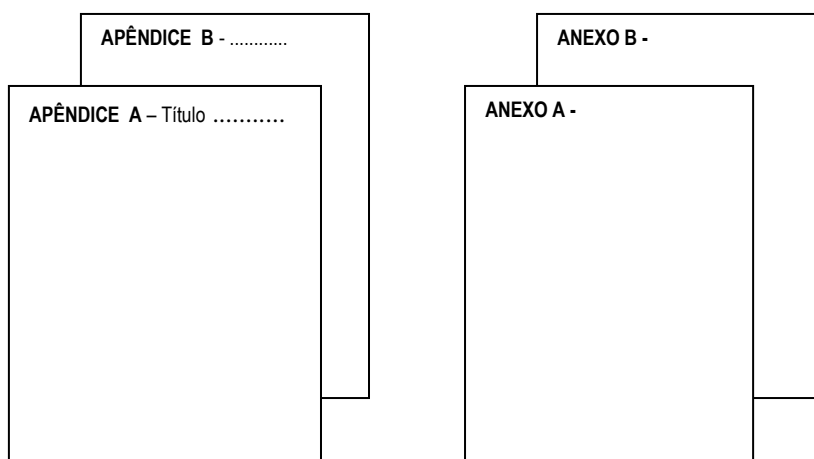 APÊNDICE B - ............
APÊNDICE A – Título ...........
ANEXO B -
ANEXO A -